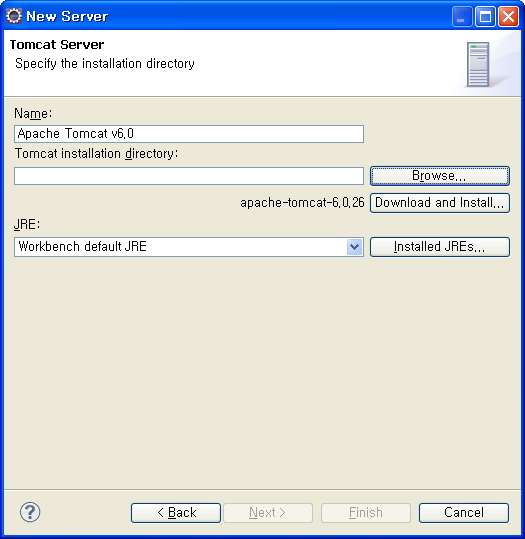 New Server
Tomcat Server
Specify the installation directory
Name:
Apache Tomcat v6.0
Tomcat installation directory:
Browse...
apache-tomcat-6.0.26 Download and Install...
JRE:
Workbench default JRE Installed JREs...
? < Back Next > Finish Cancel